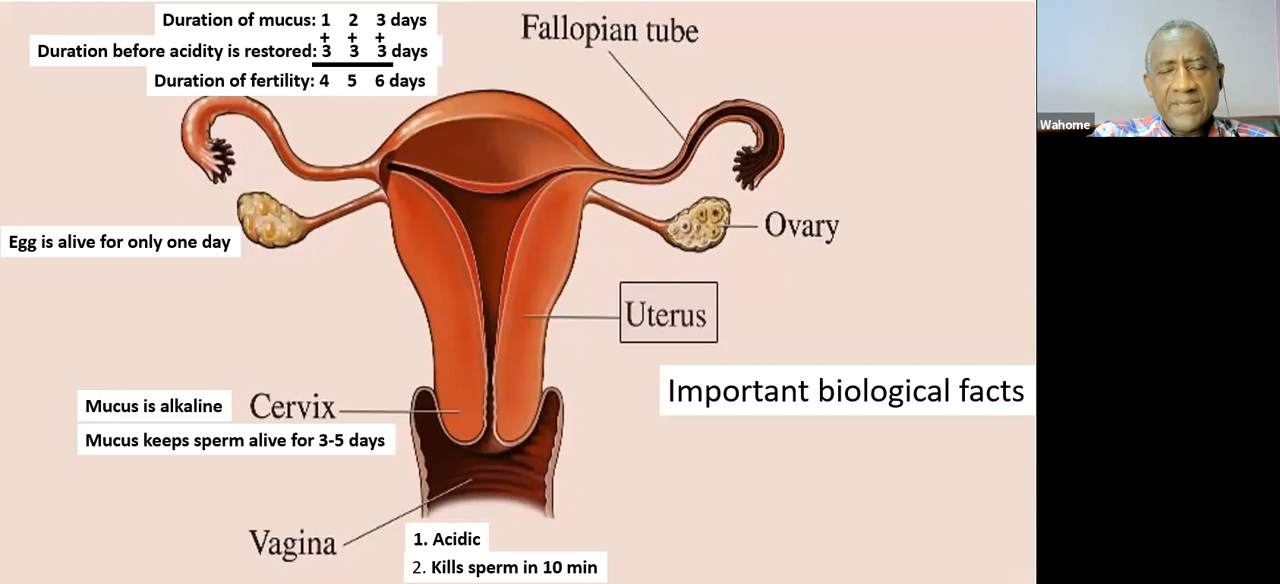 Duration of mucus: 1 2 3 days
+ + +
Duration before acidity is restored: 3 3 3 days
Duration of fertility: 4 5 6 days
Fallopian tube
Wahome
Ovary
Egg is alive for only one day
Uterus
Important biological facts
Mucus is alkaline
Cervix
Mucus keeps sperm alive for 3-5 days
Vagina
1. Acidic
2. Kills sperm in 10 min